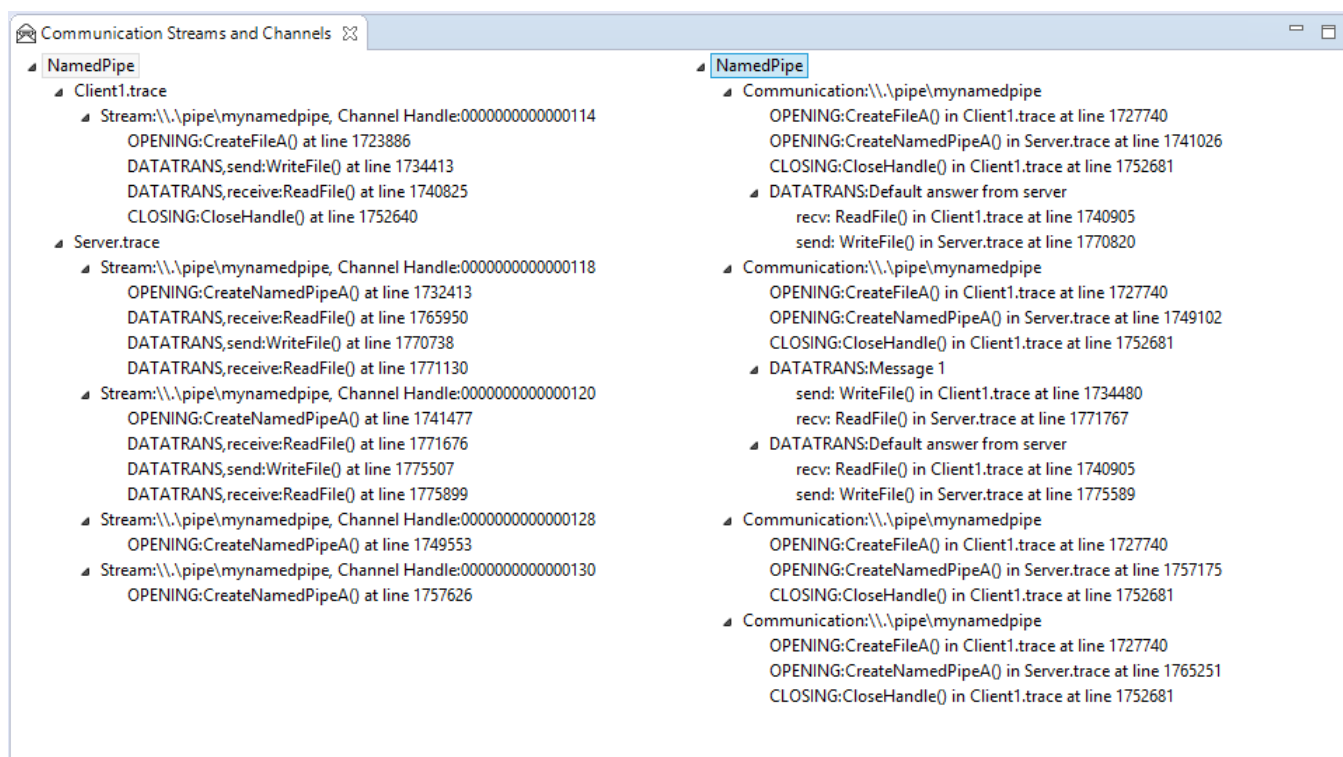 Communication Streams and Channels
NamedPipe
Client1.trace
Stream:\\.\pipe\mynamedpipe, Channel Handle:0000000000000114
OPENING:CreateFileA() at line 1723886
DATATRANS,send:WriteFile() at line 1734413
DATATRANS,receive:ReadFile() at line 1740825
CLOSING:CloseHandle() at line 1752640
Server.trace
Stream:\\.\pipe\mynamedpipe, Channel Handle:0000000000000118
OPENING:CreateNamedPipeA() at line 1732413
DATATRANS,receive:ReadFile() at line 1765950
DATATRANS,send:WriteFile() at line 1770738
DATATRANS,receive:ReadFile() at line 1771130
Stream:\\.\pipe\mynamedpipe, Channel Handle:0000000000000120
OPENING:CreateNamedPipeA() at line 1741477
DATATRANS,receive:ReadFile() at line 1771676
DATATRANS,send:WriteFile() at line 1775507
DATATRANS,receive:ReadFile() at line 1775899
Stream:\\.\pipe\mynamedpipe, Channel Handle:0000000000000128
OPENING:CreateNamedPipeA() at line 1749553
Stream:\\.\pipe\mynamedpipe, Channel Handle:0000000000000130
OPENING:CreateNamedPipeA() at line 1757626
NamedPipe
Communication:\\.\pipe\mynamedpipe
OPENING:CreateFileA() in Client1.trace at line 1727740
OPENING:CreateNamedPipeA() in Server.trace at line 1741026
CLOSING:CloseHandle() in Client1.trace at line 1752681
DATATRANS:Default answer from server
recv: ReadFile() in Client1.trace at line 1740905
send: WriteFile() in Server.trace at line 1770820
Communication:\\.\pipe\mynamedpipe
OPENING:CreateFileA() in Client1.trace at line 1727740
OPENING:CreateNamedPipeA() in Server.trace at line 1749102
CLOSING:CloseHandle() in Client1.trace at line 1752681
DATATRANS:Message 1
send: WriteFile() in Client1.trace at line 1734480
recv: ReadFile() in Server.trace at line 1771767
DATATRANS:Default answer from server
recv: ReadFile() in Client1.trace at line 1740905
send: WriteFile() in Server.trace at line 1775589
Communication:\\.\pipe\mynamedpipe
OPENING:CreateFileA() in Client1.trace at line 1727740
OPENING:CreateNamedPipeA() in Server.trace at line 1757175
CLOSING:CloseHandle() in Client1.trace at line 1752681
Communication:\\.\pipe\mynamedpipe
OPENING:CreateFileA() in Client1.trace at line 1727740
OPENING:CreateNamedPipeA() in Server.trace at line 1765251
CLOSING:CloseHandle() in Client1.trace at line 1752681